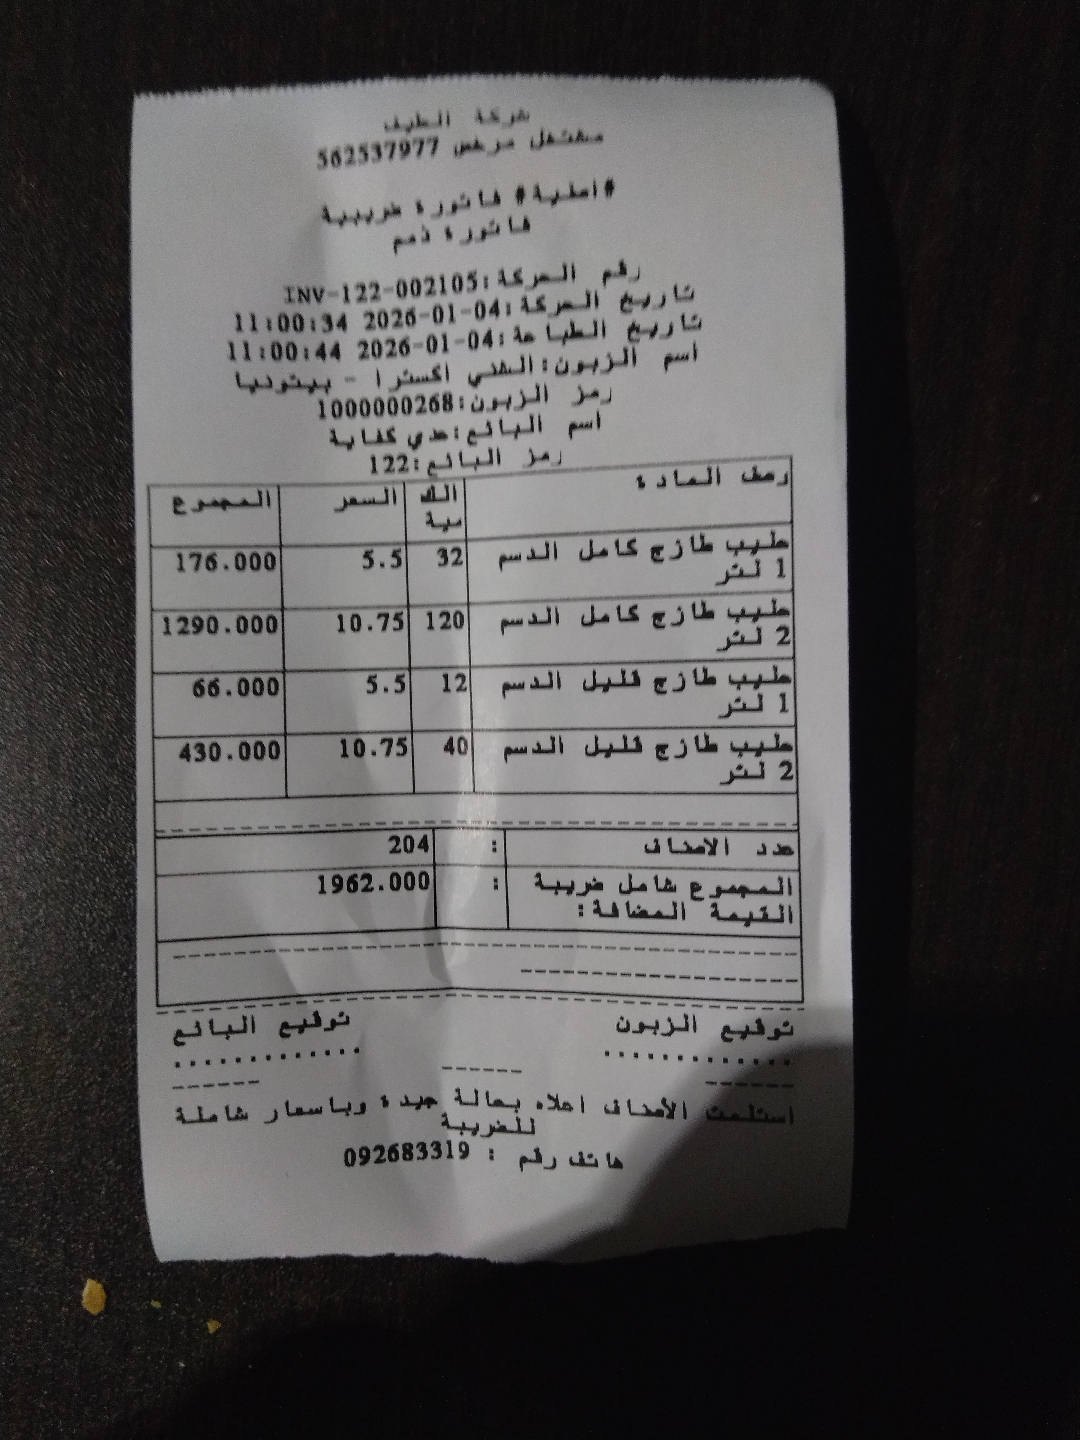 شركة الطيف
مشتغل مرخص 562537977
#أصلية# فاتورة ضريبية
فاتورة ذمم
رقم الحركة:INV-122-002105
تاريخ الحركة:2026-01-04 11:00:34
تاريخ الطباعة:2026-01-04 11:00:44
أسم الزبون:الشني اكسترا - بيتونيا
رمز الزبون:1000000268
أسم البائع:عدي كفاية
رمز البائع:122
وصف المادة الكمية السعر المجموع
حليب طازج كامل الدسم 32 5.5 176.000
1 لتر
حليب طازج كامل الدسم 120 10.75 1290.000
2 لتر
حليب طازج قليل الدسم 12 5.5 66.000
1 لتر
حليب طازج قليل الدسم 40 10.75 430.000
2 لتر
عدد الاصناف : 204
المجموع شامل ضريبة : 1962.000
القيمة المضافة:
توقيع الزبون توقيع البائع
............. .............
استلمت الأصناف اعلاه بحالة جيدة وباسعار شاملة
للضريبة
هاتف رقم : 092683319